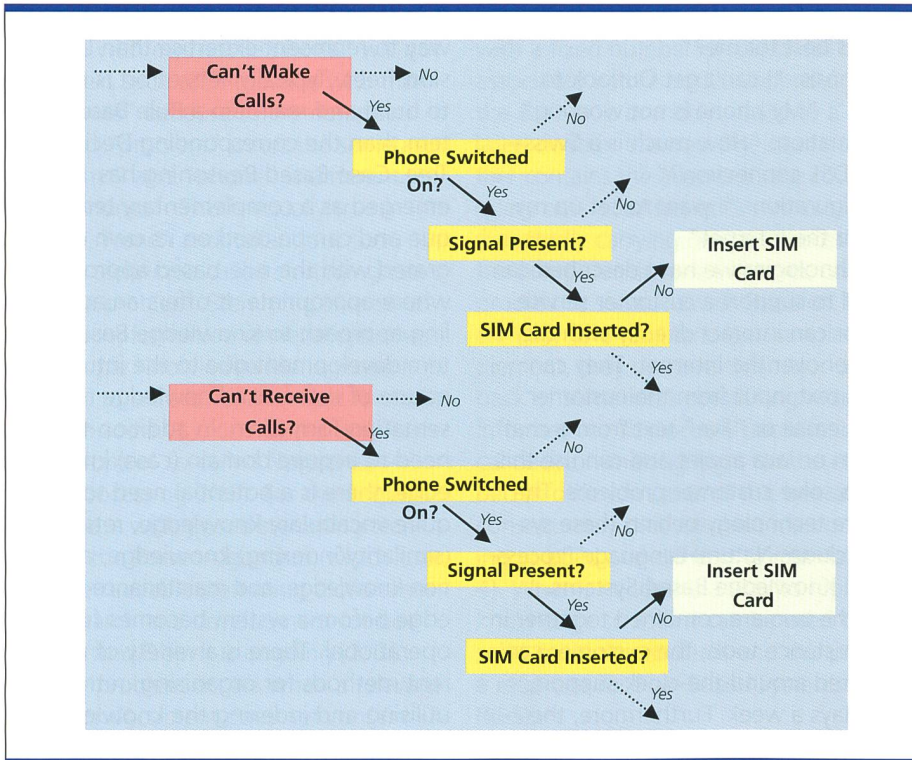 Can't Make
Calls?
No
Yes
No
Phone Switched
On?
Yes
No
Signal Present?
Yes
No
Insert SIM
Card
SIM Card Inserted?
Yes
Can't Receive
Calls?
No
Yes
No
Phone Switched
On?
Yes
No
Signal Present?
Yes
No
Insert SIM
Card
SIM Card Inserted?
Yes